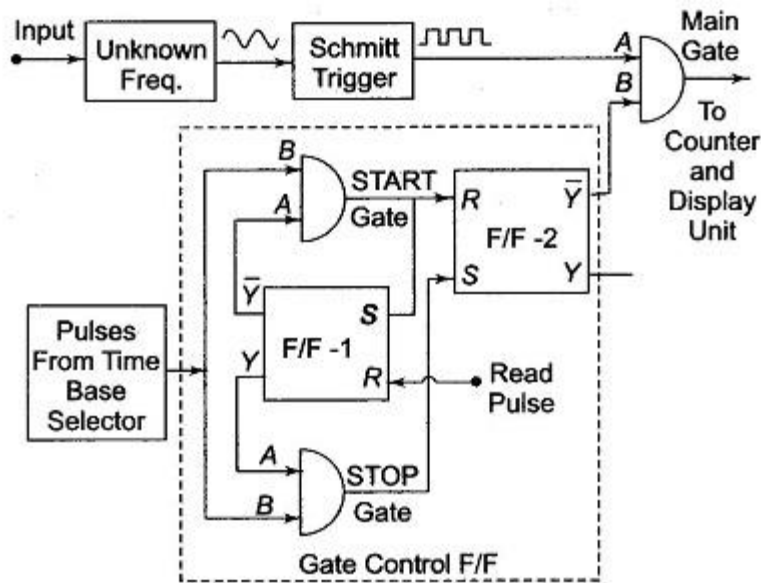 Input
Unknown
Freq.
Schmitt
Trigger
A
B
Main
Gate
To
Counter
and
Display
Unit
B
A
START
Gate
R
S
F/F -2
Ȳ
Y
Ȳ
Y
F/F -1
S
R
Read
Pulse
Pulses
From Time
Base
Selector
A
B
STOP
Gate
Gate Control F/F